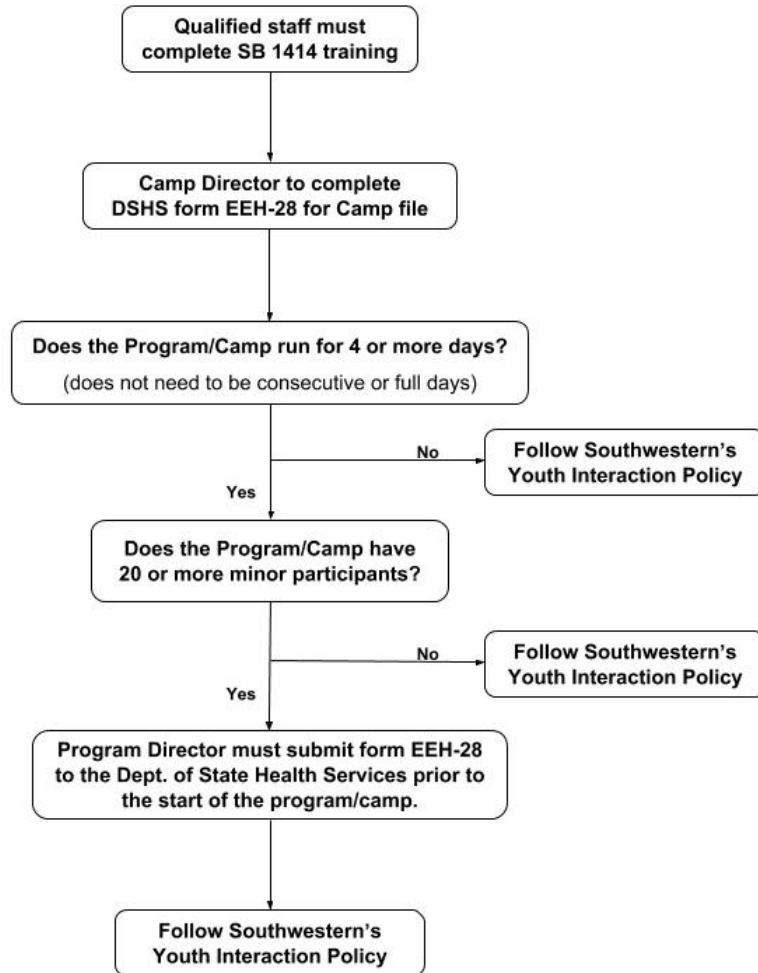 Qualified staff must
complete SB 1414 training
Camp Director to complete
DSHS form EEH-28 for Camp file
Does the Program/Camp run for 4 or more days?
(does not need to be consecutive or full days)
No
Follow Southwestern's
Youth Interaction Policy
Yes
Does the Program/Camp have
20 or more minor participants?
No
Follow Southwestern's
Youth Interaction Policy
Yes
Program Director must submit form EEH-28
to the Dept. of State Health Services prior to
the start of the program/camp.
Follow Southwestern's
Youth Interaction Policy